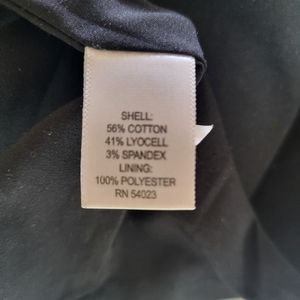 SHELL:
56% COTTON
41% LYOCELL
3% SPANDEX
LINING:
100% POLYESTER
RN 54023